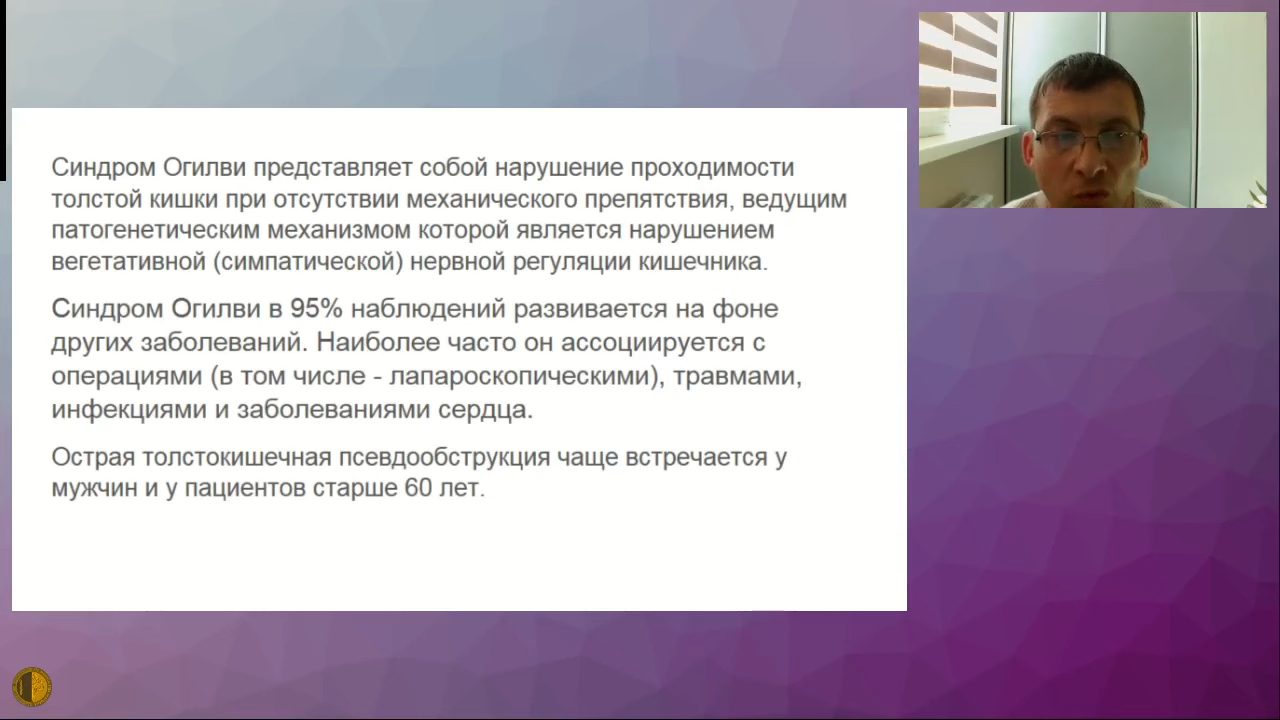 Синдром Огилви представляет собой нарушение проходимости
толстой кишки при отсутствии механического препятствия, ведущим
патогенетическим механизмом которой является нарушением
вегетативной (симпатической) нервной регуляции кишечника.
Синдром Огилви в 95% наблюдений развивается на фоне
других заболеваний. Наиболее часто он ассоциируется с
операциями (в том числе - лапароскопическими), травмами,
инфекциями и заболеваниями сердца.
Острая толстокишечная псевдообструкция чаще встречается у
мужчин и у пациентов старше 60 лет.